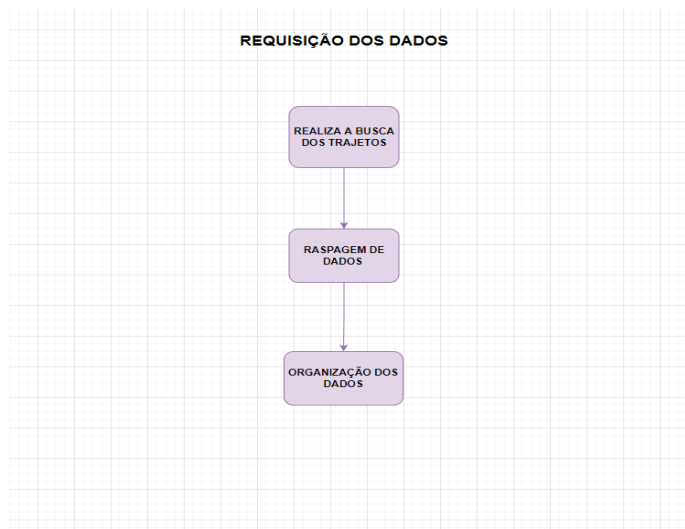 REQUISIÇÃO DOS DADOS
REALIZA A BUSCA
DOS TRAJETOS
RASPAGEM DE
DADOS
ORGANIZAÇÃO DOS
DADOS